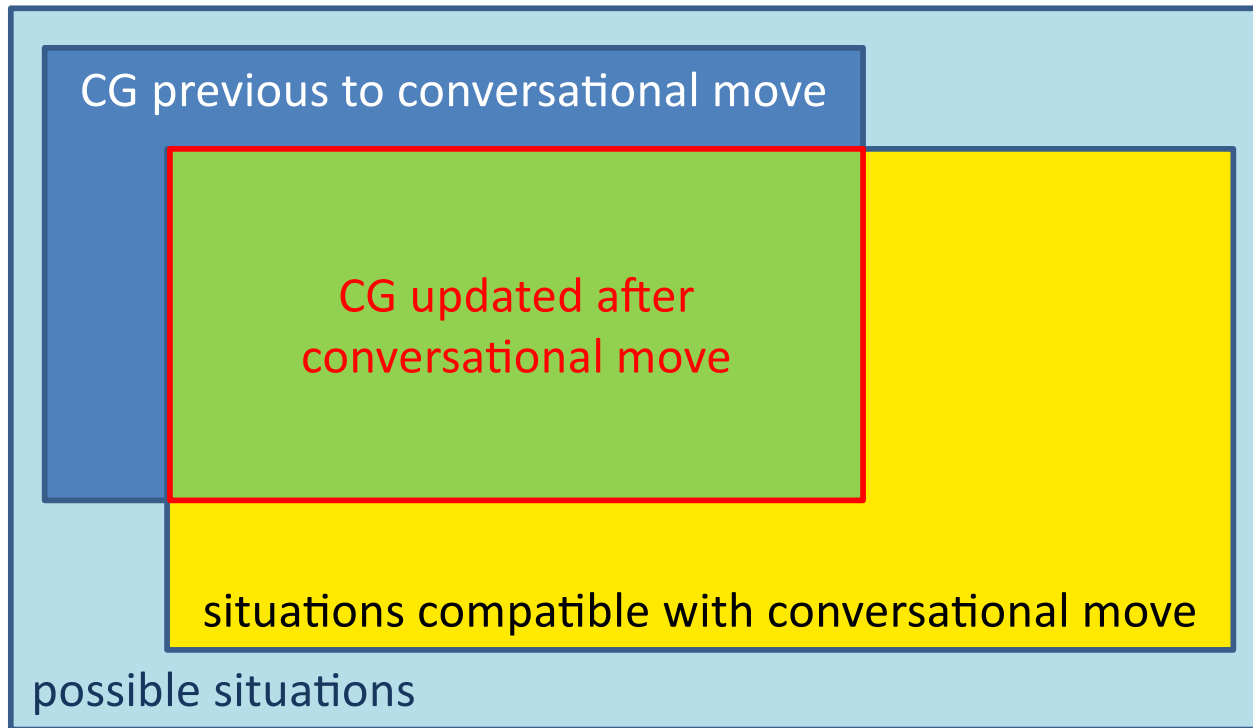 CG previous to conversational move
CG updated after
conversational move
situations compatible with conversational move
possible situations